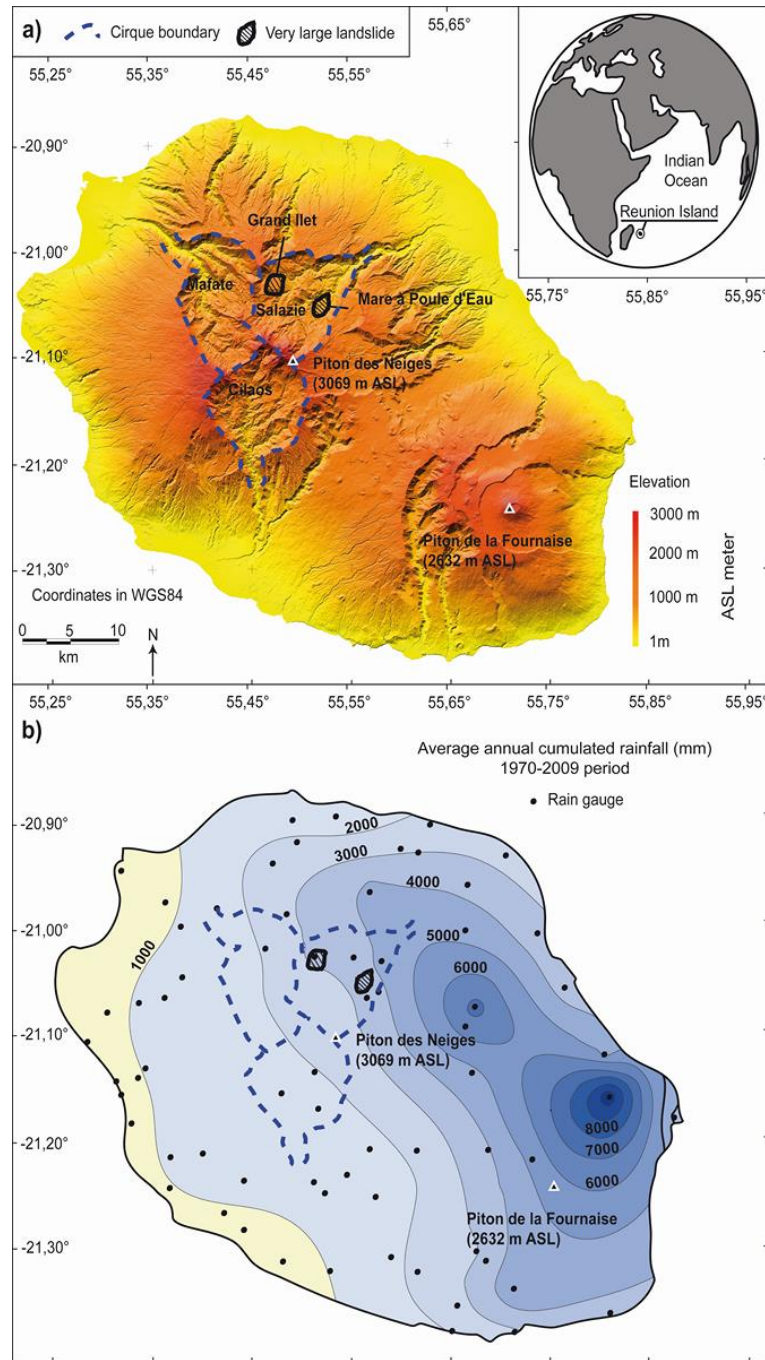 a)
Cirque boundary
Very large landslide
55,65°
55,25°
55,35°
55,45°
55,55°
-20,90°
-21,00°
-21,10°
-21,20°
-21,30°
Indian
Ocean
Reunion Island
55,75°
55,85°
55,95°
Grand Ilet
Mafate
Salazie
Mare à Poule d'Eau
Piton des Neiges
(3069 m ASL)
Cilaos
Piton de la Fournaise
(2632 m ASL)
Elevation
3000 m
2000 m
1000 m
1m
ASL meter
Coordinates in WGS84
0 5 10
km
N
55,25°
55,35°
55,45°
55,55°
55,65°
55,75°
55,85°
55,95°
b)
Average annual cumulated rainfall (mm)
1970-2009 period
Rain gauge
-20,90°
-21,00°
-21,10°
-21,20°
-21,30°
2000
3000
4000
1000
5000
6000
Piton des Neiges
(3069 m ASL)
8000
7000
6000
Piton de la Fournaise
(2632 m ASL)